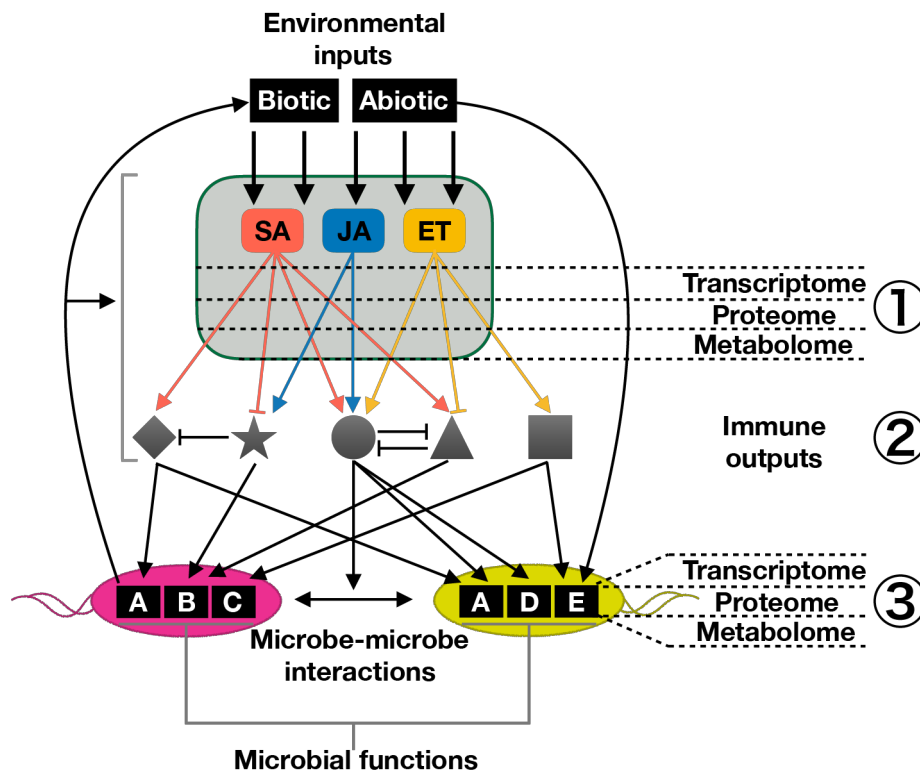 Environmental
inputs
Biotic
Abiotic
SA
JA
ET
Transcriptome
Proteome
Metabolome
1
Immune
outputs
2
A B C
A D E
Transcriptome
Proteome
Metabolome
3
Microbe-microbe
interactions
Microbial functions